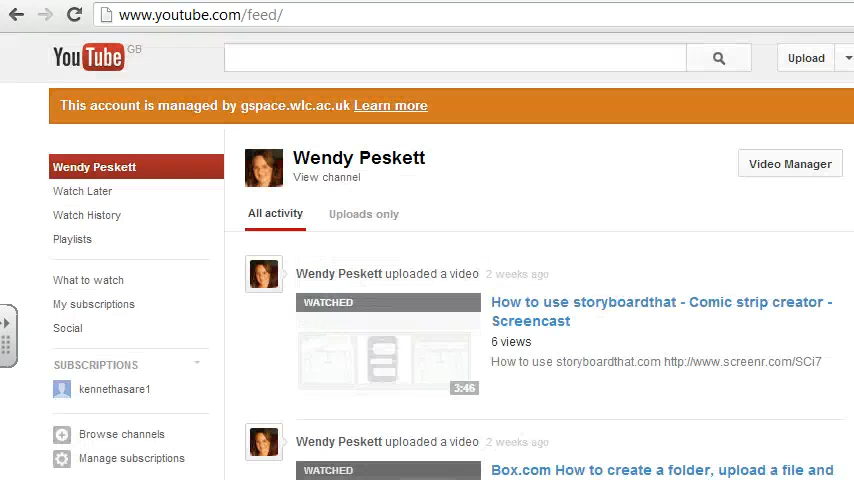 www.youtube.com/feed/
YouTube GB
Upload
This account is managed by gspace.wlc.ac.uk Learn more
Wendy Peskett
Watch Later
Watch History
Playlists
What to watch
My subscriptions
Social
SUBSCRIPTIONS
kennethasare1
Browse channels
Manage subscriptions
Wendy Peskett
View channel
Video Manager
All activity Uploads only
Wendy Peskett uploaded a video 2 weeks ago
WATCHED
3:46
How to use storyboardthat - Comic strip creator -
Screencast
6 views
How to use storyboardthat.com http://www.screenr.com/SCi7
Wendy Peskett uploaded a video 2 weeks ago
WATCHED
Box.com How to create a folder, upload a file and